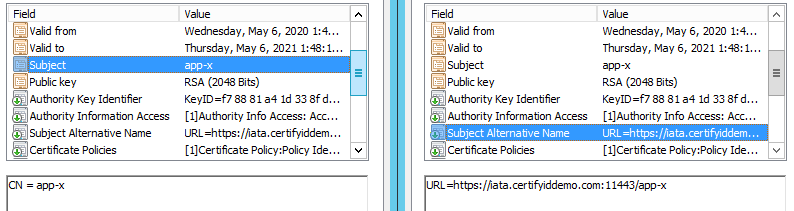 Field Value
Valid from Wednesday, May 6, 2020 1:4...
Valid to Thursday, May 6, 2021 1:48:1...
Subject app-x
Public key RSA (2048 Bits)
Authority Key Identifier KeyID=f7 88 81 a4 1d 33 8f d...
Authority Information Access [1]Authority Info Access: Acc...
Subject Alternative Name URL=https://iata.certifyiddem...
Certificate Policies [1]Certificate Policy:Policy Ide...
CN = app-x
Field Value
Valid from Wednesday, May 6, 2020 1:4...
Valid to Thursday, May 6, 2021 1:48:1...
Subject app-x
Public key RSA (2048 Bits)
Authority Key Identifier KeyID=f7 88 81 a4 1d 33 8f d...
Authority Information Access [1]Authority Info Access: Acc...
Subject Alternative Name URL=https://iata.certifyiddemo...
Certificate Policies [1]Certificate Policy:Policy Ide...
URL=https://iata.certifyiddemo.com:11443/app-x